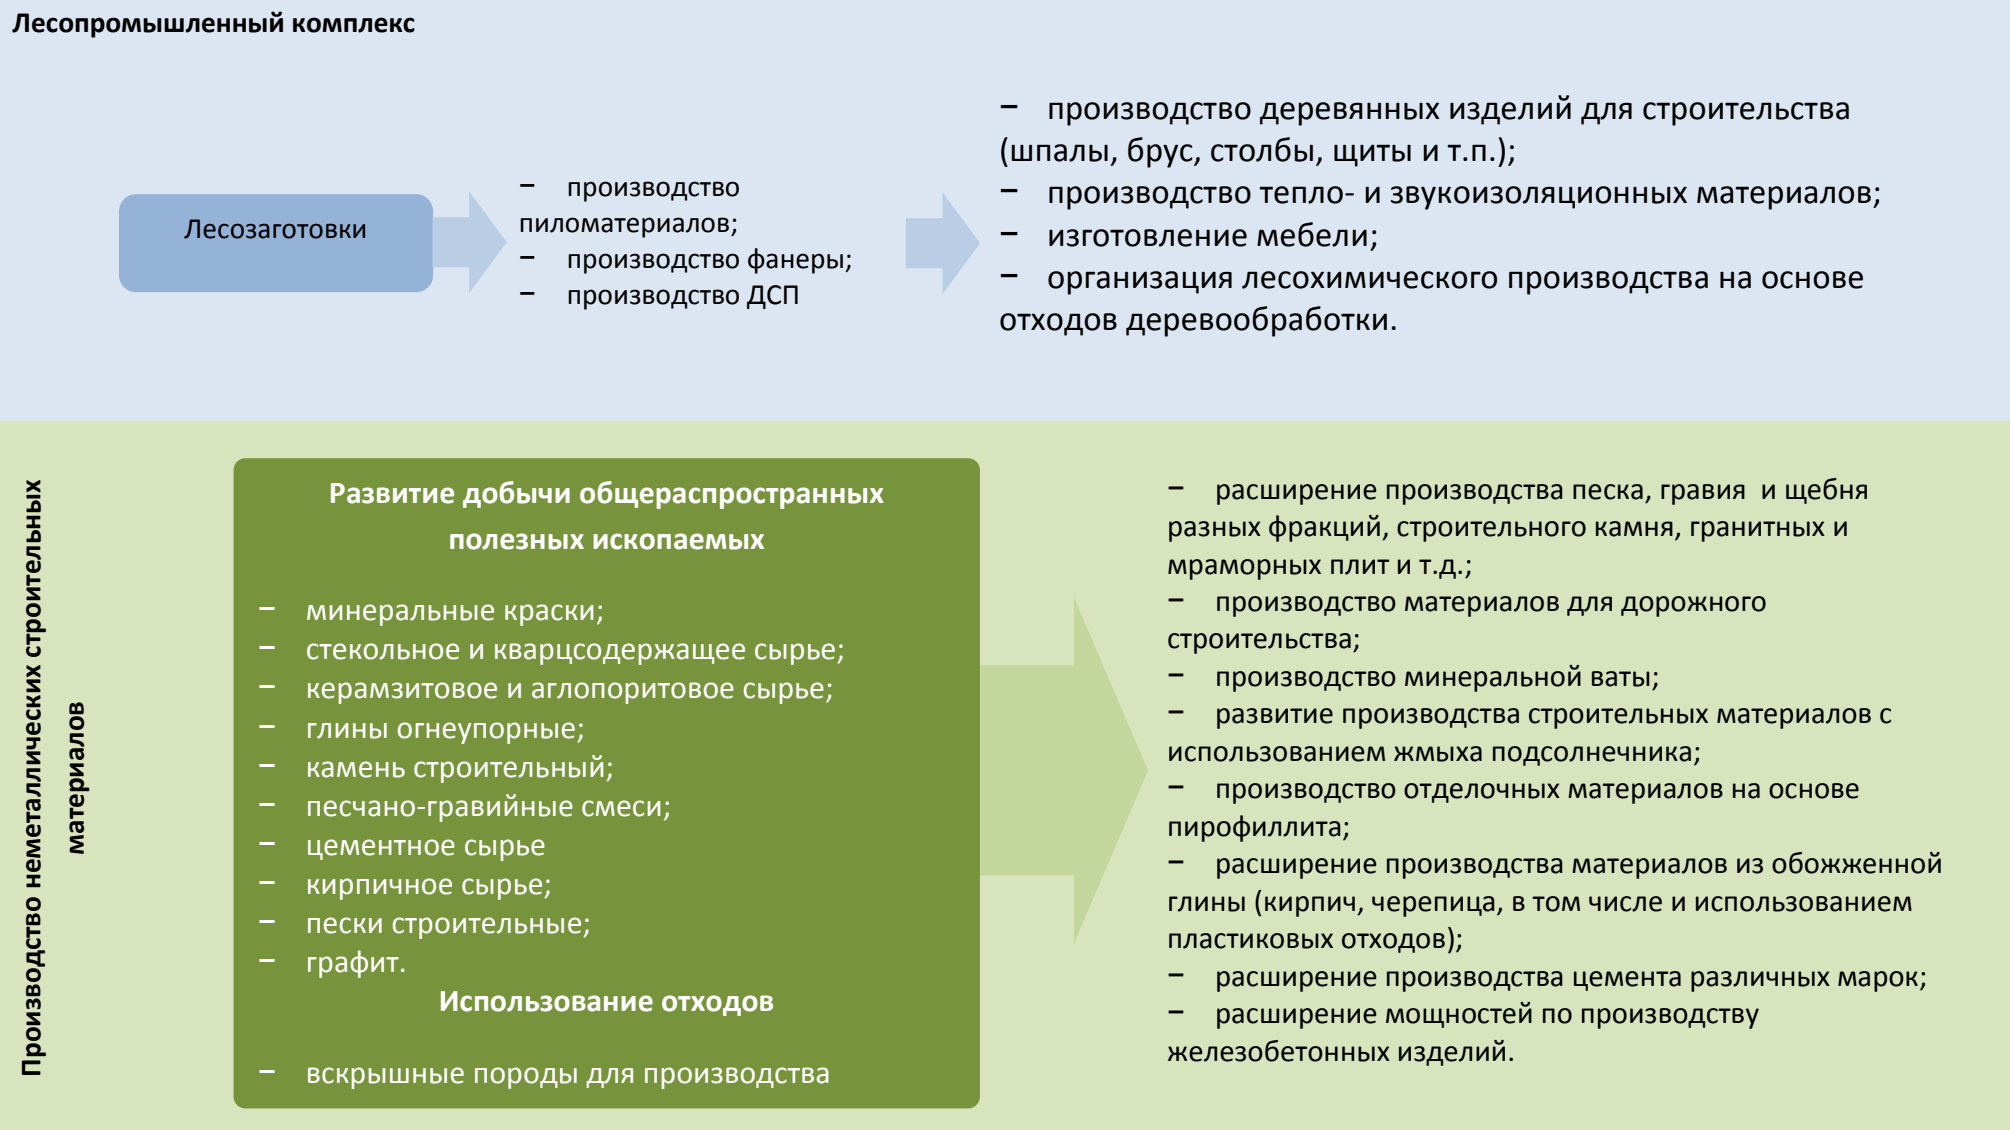 Лесопромышленный комплекс
Лесозаготовки
− производство
пиломатериалов;
− производство фанеры;
− производство ДСП
− производство деревянных изделий для строительства
(шпалы, брус, столбы, щиты и т.п.);
− производство тепло- и звукоизоляционных материалов;
− изготовление мебели;
− организация лесохимического производства на основе
отходов деревообработки.
Производство неметаллических строительных
материалов
Развитие добычи общераспространных
полезных ископаемых
− минеральные краски;
− стекольное и кварцсодержащее сырье;
− керамзитовое и аглопоритовое сырье;
− глины огнеупорные;
− камень строительный;
− песчано-гравийные смеси;
− цементное сырье
− кирпичное сырье;
− пески строительные;
− графит.
Использование отходов
− вскрышные породы для производства
− расширение производства песка, гравия и щебня
разных фракций, строительного камня, гранитных и
мраморных плит и т.д.;
− производство материалов для дорожного
строительства;
− производство минеральной ваты;
− развитие производства строительных материалов с
использованием жмыха подсолнечника;
− производство отделочных материалов на основе
пирофиллита;
− расширение производства материалов из обожженной
глины (кирпич, черепица, в том числе и использованием
пластиковых отходов);
− расширение производства цемента различных марок;
− расширение мощностей по производству
железобетонных изделий.